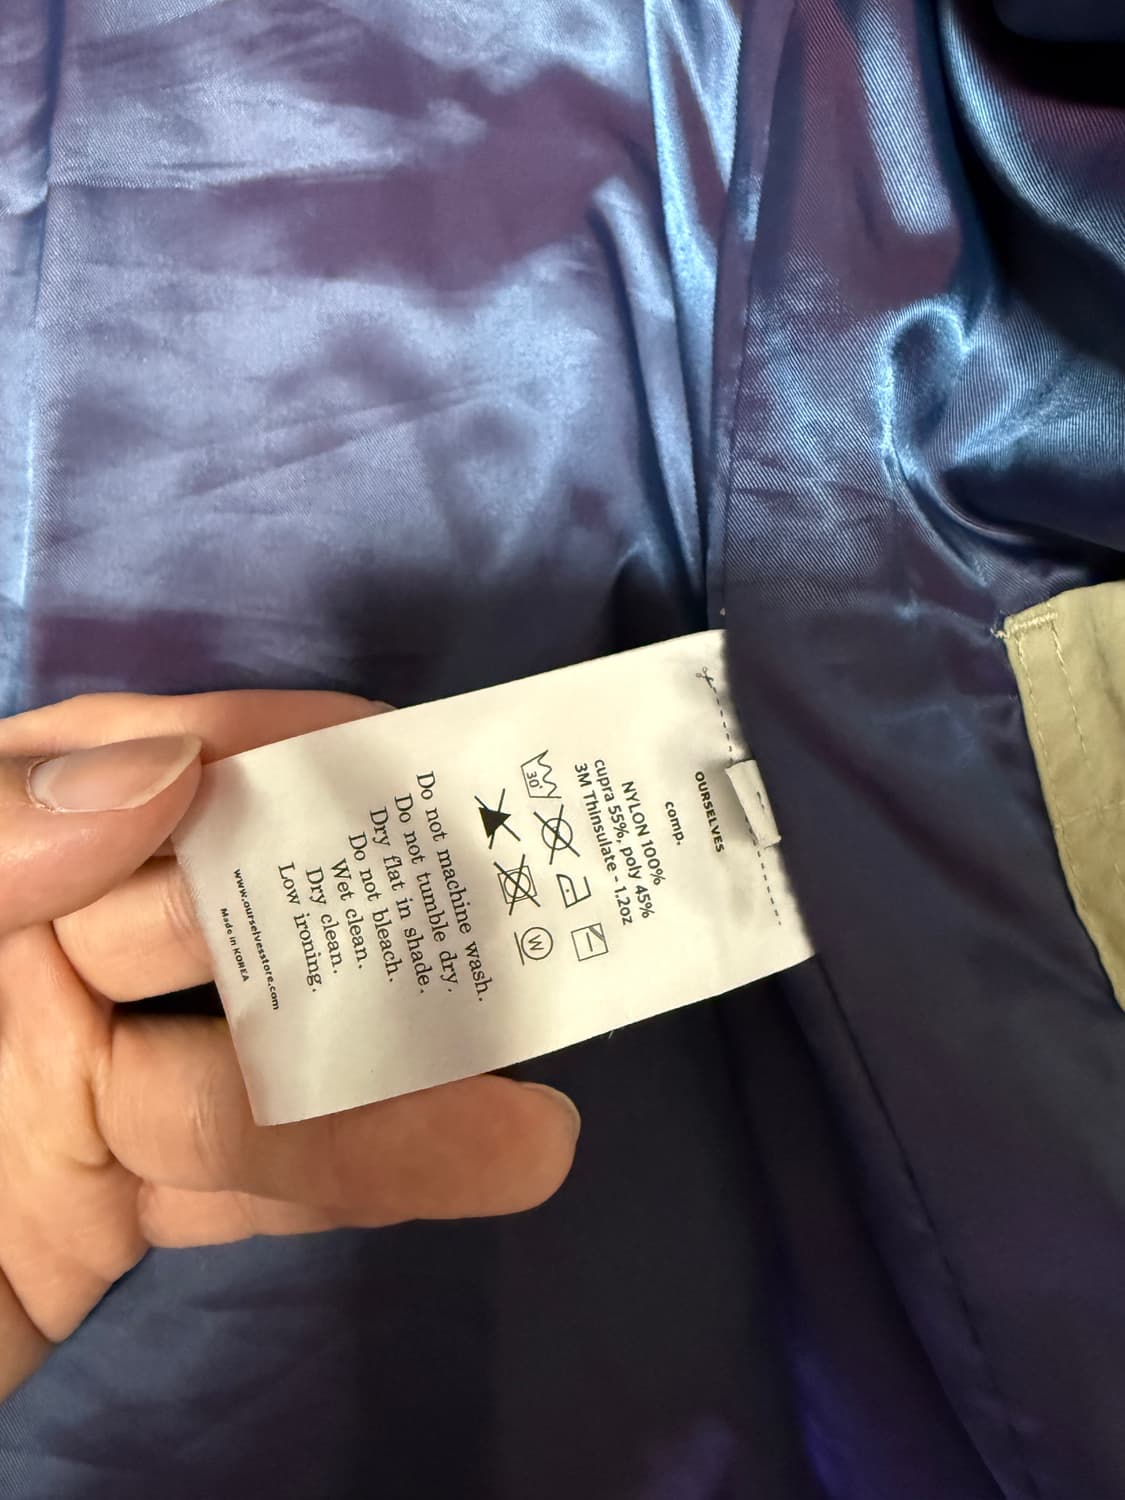 OURSELVES
comp.
NYLON 100%
cupra 55%, poly 45%
3M Thinsulate - 1.2oz
30°
W
Do not machine wash.
Do not tumble dry.
Dry flat in shade.
Do not bleach.
Wet clean.
Dry clean.
Low ironing.
www.ourselvesstore.com
Made in KOREA